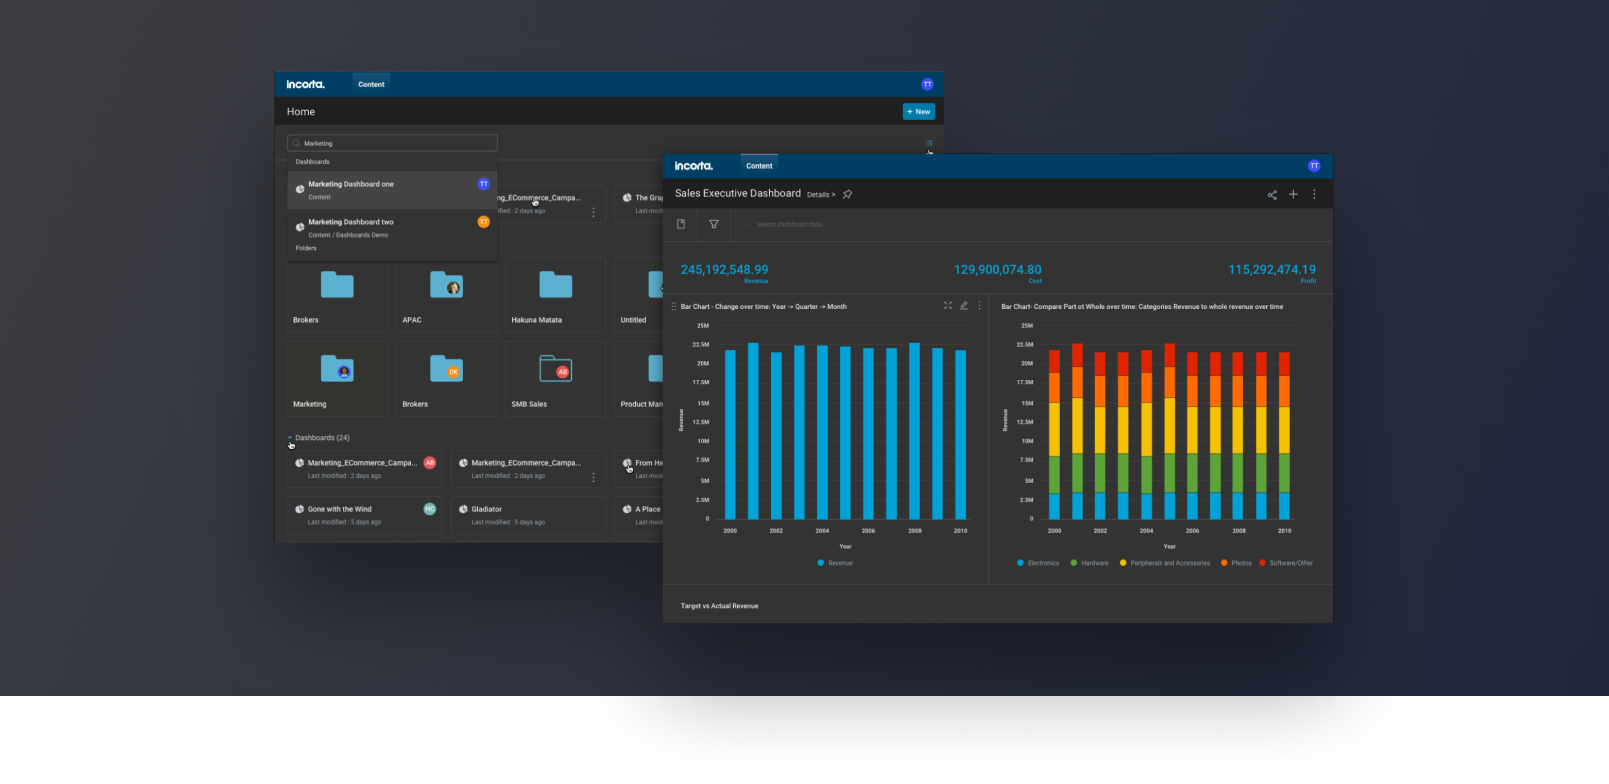 incorta.
Content
TT
Home
+ New
Marketing
Dashboards
Marketing Dashboard one
TT
Content
Marketing Dashboard two
TT
Content / Dashboards Demo
Folders
ng_ECommerce_Campa...
fied : 2 days ago
The Gra
Last modi
Brokers
APAC
Hakuna Matata
Untitled
DK
AB
Marketing
Brokers
SMB Sales
Product Man
Dashboards (24)
Marketing_ECommerce_Campa...
AB
Last modified : 2 days ago
Marketing_ECommerce_Campa...
Last modified : 2 days ago
From He
Last modi
Gone with the Wind
HC
Last modified : 5 days ago
Gladiator
Last modified : 5 days ago
A Place
Last modi
incorta.
Content
TT
Sales Executive Dashboard
Details >
Search dashboard data
245,192,548.99
Revenue
129,900,074.80
Cost
115,292,474.19
Profit
Bar Chart - Change over time: Year -> Quarter -> Month
25M
22.5M
20M
17.5M
15M
12.5M
10M
7.5M
5M
2.5M
0
Revenue
2000 2002 2004 2006 2008 2010
Year
Revenue
Bar Chart- Compare Part ot Whole over time: Categories Revenue to whole revenue over time
25M
22.5M
20M
17.5M
15M
12.5M
10M
7.5M
5M
2.5M
0
Revenue
2000 2002 2004 2006 2008 2010
Year
Electronics Hardware Peripherals and Accessories Photos Software/Other
Target vs Actual Revenue